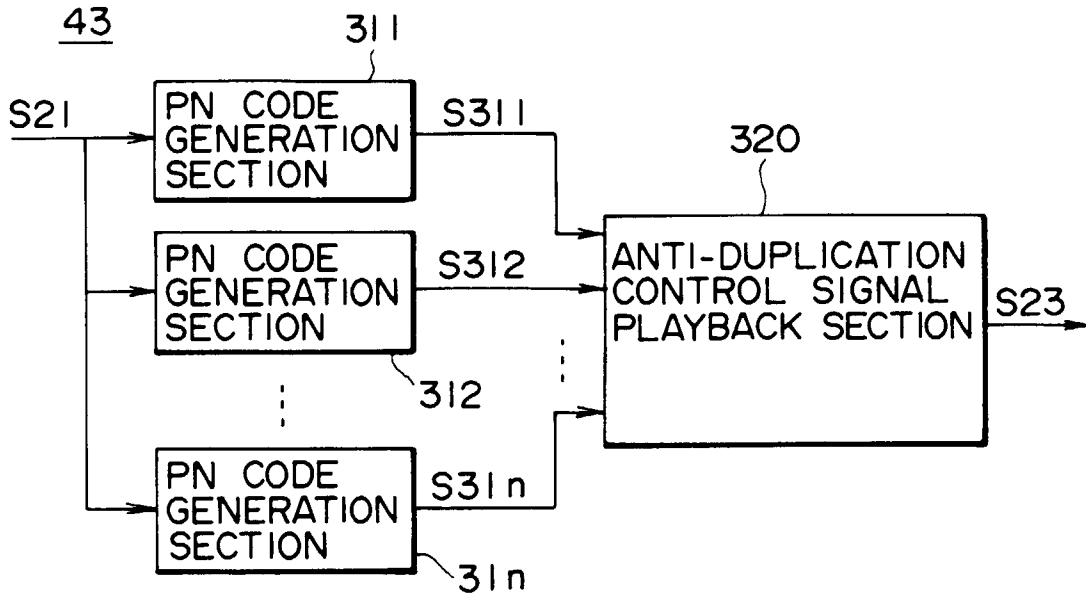 43
311
S21
PN CODE
GENERATION
SECTION
S311
320
PN CODE
GENERATION
SECTION
S312
312
ANTI-DUPLICATION
CONTROL SIGNAL
PLAYBACK SECTION
S23
PN CODE
GENERATION
SECTION
S31n
31n